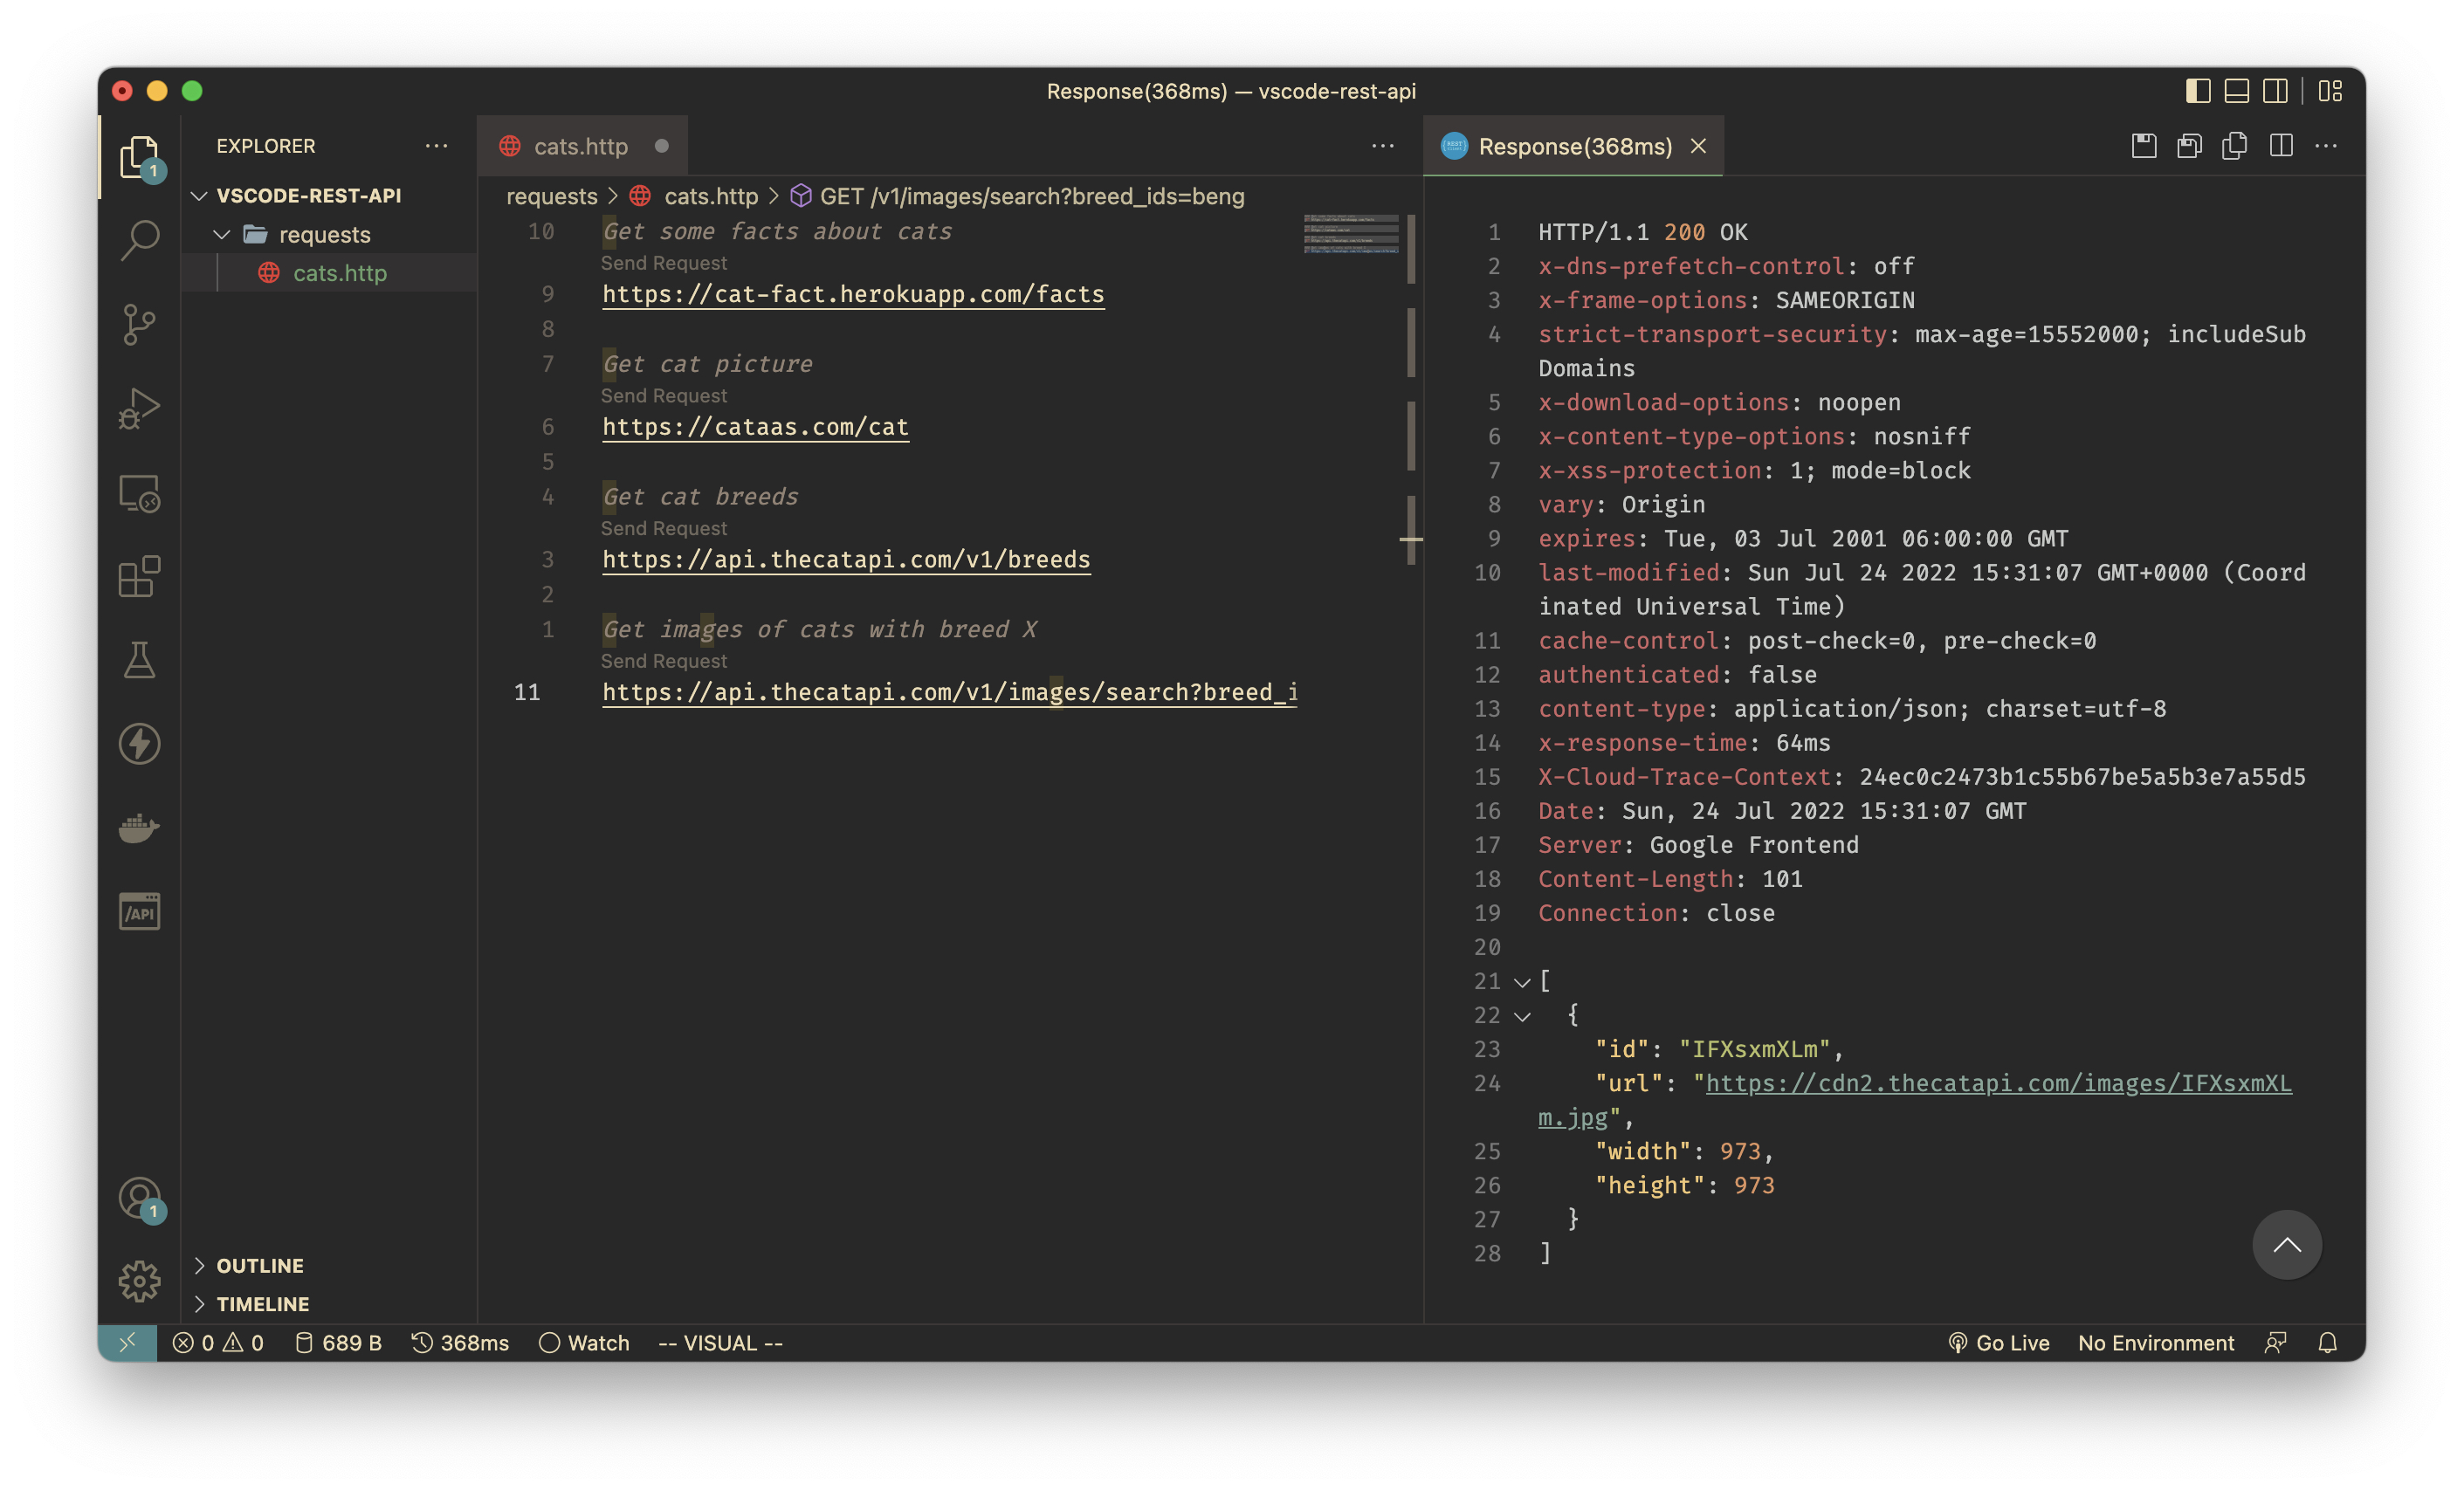 Response(368ms) — vscode-rest-api
1
EXPLORER
VSCODE-REST-API
requests
cats.http
OUTLINE
TIMELINE
/API
1
cats.http
requests > cats.http > GET /v1/images/search?breed_ids=beng
10 Get some facts about cats
Send Request
9 https://cat-fact.herokuapp.com/facts
8
7 Get cat picture
Send Request
6 https://cataas.com/cat
5
4 Get cat breeds
Send Request
3 https://api.thecatapi.com/v1/breeds
2
1 Get images of cats with breed X
Send Request
11 https://api.thecatapi.com/v1/images/search?breed_i
Response(368ms)
1 HTTP/1.1 200 OK
2 x-dns-prefetch-control: off
3 x-frame-options: SAMEORIGIN
4 strict-transport-security: max-age=15552000; includeSub
Domains
5 x-download-options: noopen
6 x-content-type-options: nosniff
7 x-xss-protection: 1; mode=block
8 vary: Origin
9 expires: Tue, 03 Jul 2001 06:00:00 GMT
10 last-modified: Sun Jul 24 2022 15:31:07 GMT+0000 (Coord
inated Universal Time)
11 cache-control: post-check=0, pre-check=0
12 authenticated: false
13 content-type: application/json; charset=utf-8
14 x-response-time: 64ms
15 X-Cloud-Trace-Context: 24ec0c2473b1c55b67be5a5b3e7a55d5
16 Date: Sun, 24 Jul 2022 15:31:07 GMT
17 Server: Google Frontend
18 Content-Length: 101
19 Connection: close
20
21 [
22 {
23 "id": "IFXsxmXLm",
24 "url": "https://cdn2.thecatapi.com/images/IFXsxmXL
m.jpg",
25 "width": 973,
26 "height": 973
27 }
28 ]
0 0 689 B 368ms Watch -- VISUAL -- Go Live No Environment